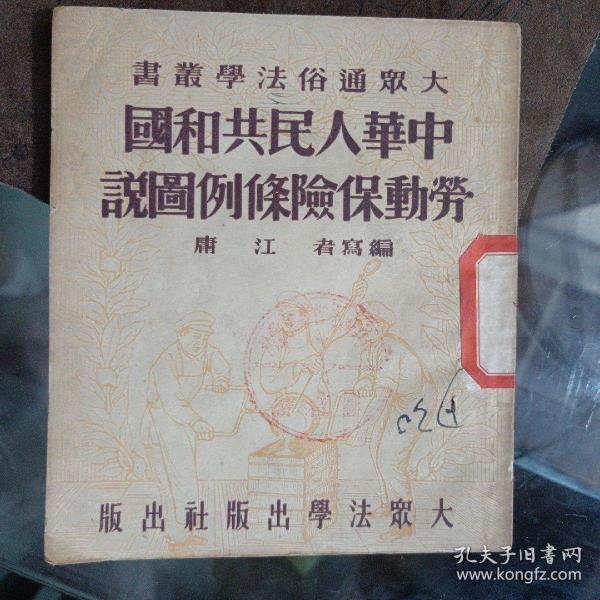 大眾通俗法學叢書
中華人民共和國
勞動保險條例圖説
編寫者 江庸
大眾法學出版社出版
孔夫子旧书网
www.kongfz.com